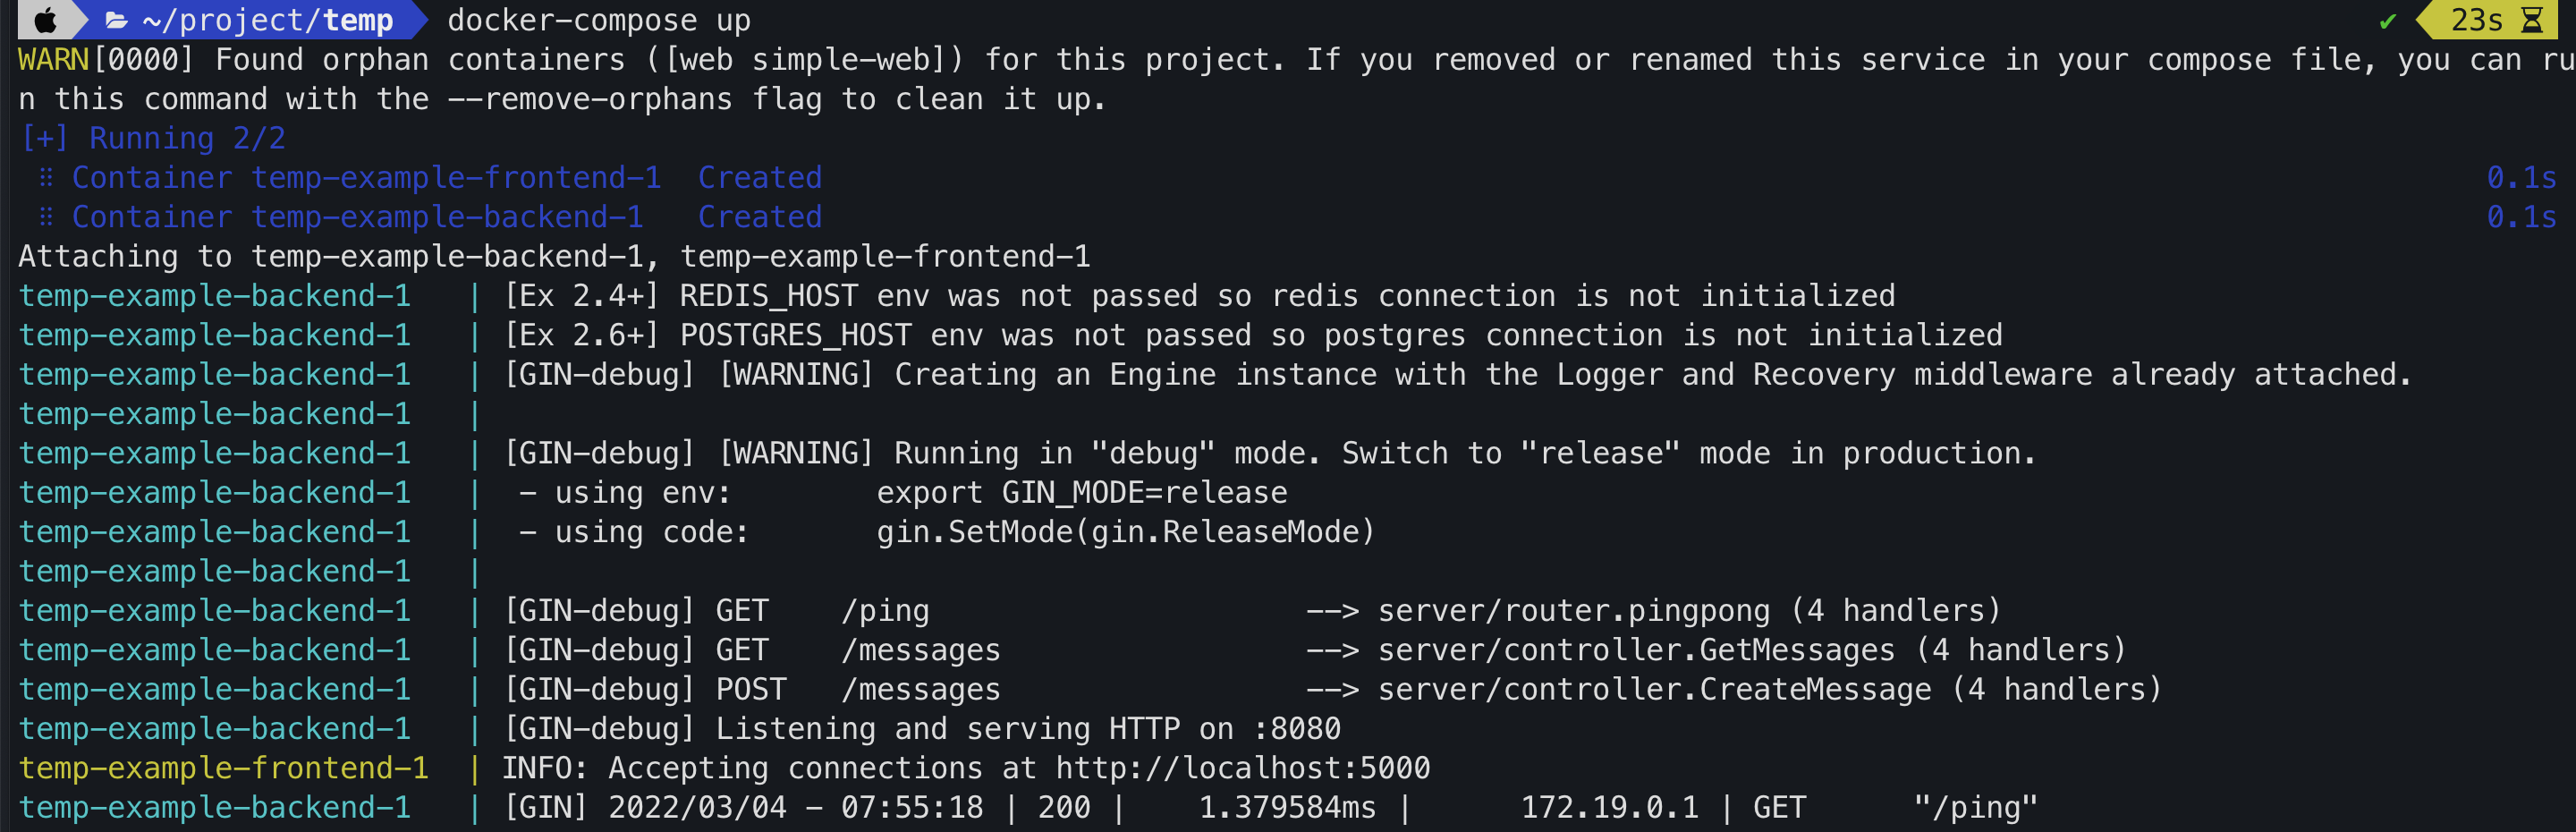 ~/project/temp docker-compose up ✔ 23s
WARN[0000] Found orphan containers ([web simple-web]) for this project. If you removed or renamed this service in your compose file, you can ru
n this command with the --remove-orphans flag to clean it up.
[+] Running 2/2
⠿ Container temp-example-frontend-1 Created 0.1s
⠿ Container temp-example-backend-1 Created 0.1s
Attaching to temp-example-backend-1, temp-example-frontend-1
temp-example-backend-1 | [Ex 2.4+] REDIS_HOST env was not passed so redis connection is not initialized
temp-example-backend-1 | [Ex 2.6+] POSTGRES_HOST env was not passed so postgres connection is not initialized
temp-example-backend-1 | [GIN-debug] [WARNING] Creating an Engine instance with the Logger and Recovery middleware already attached.
temp-example-backend-1 |
temp-example-backend-1 | [GIN-debug] [WARNING] Running in "debug" mode. Switch to "release" mode in production.
temp-example-backend-1 | - using env: export GIN_MODE=release
temp-example-backend-1 | - using code: gin.SetMode(gin.ReleaseMode)
temp-example-backend-1 |
temp-example-backend-1 | [GIN-debug] GET /ping --> server/router.pingpong (4 handlers)
temp-example-backend-1 | [GIN-debug] GET /messages --> server/controller.GetMessages (4 handlers)
temp-example-backend-1 | [GIN-debug] POST /messages --> server/controller.CreateMessage (4 handlers)
temp-example-backend-1 | [GIN-debug] Listening and serving HTTP on :8080
temp-example-frontend-1 | INFO: Accepting connections at http://localhost:5000
temp-example-backend-1 | [GIN] 2022/03/04 - 07:55:18 | 200 | 1.379584ms | 172.19.0.1 | GET "/ping"